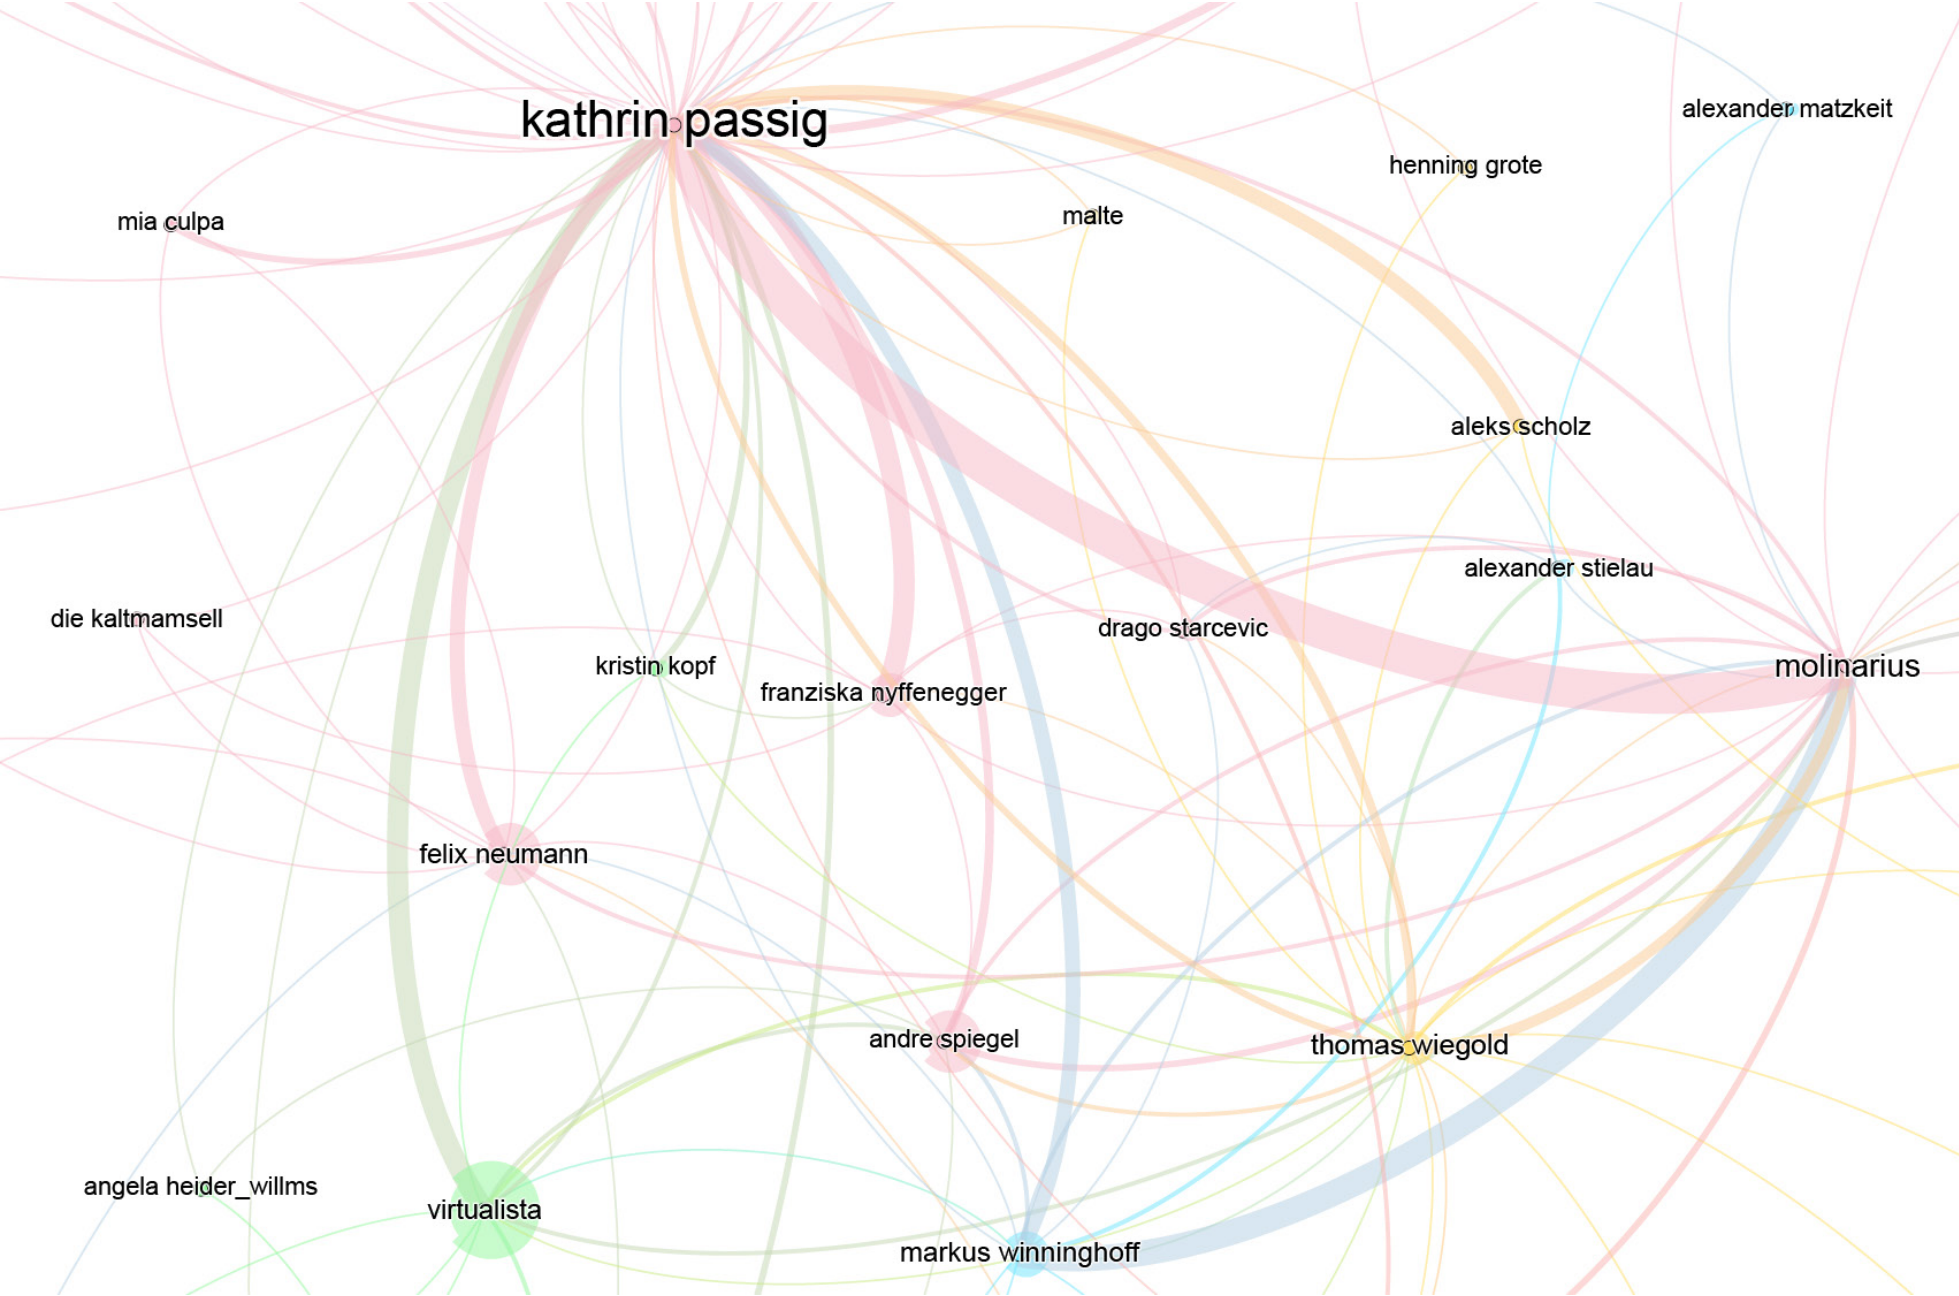 kathrin passig
alexander matzkeit
henning grote
malte
mia culpa
aleks scholz
alexander stielau
die kaltmamsell
drago starcevic
kristin kopf
franziska nyffenegger
molinarius
felix neumann
andre spiegel
thomas wiegold
angela heider_willms
virtualista
markus winninghoff